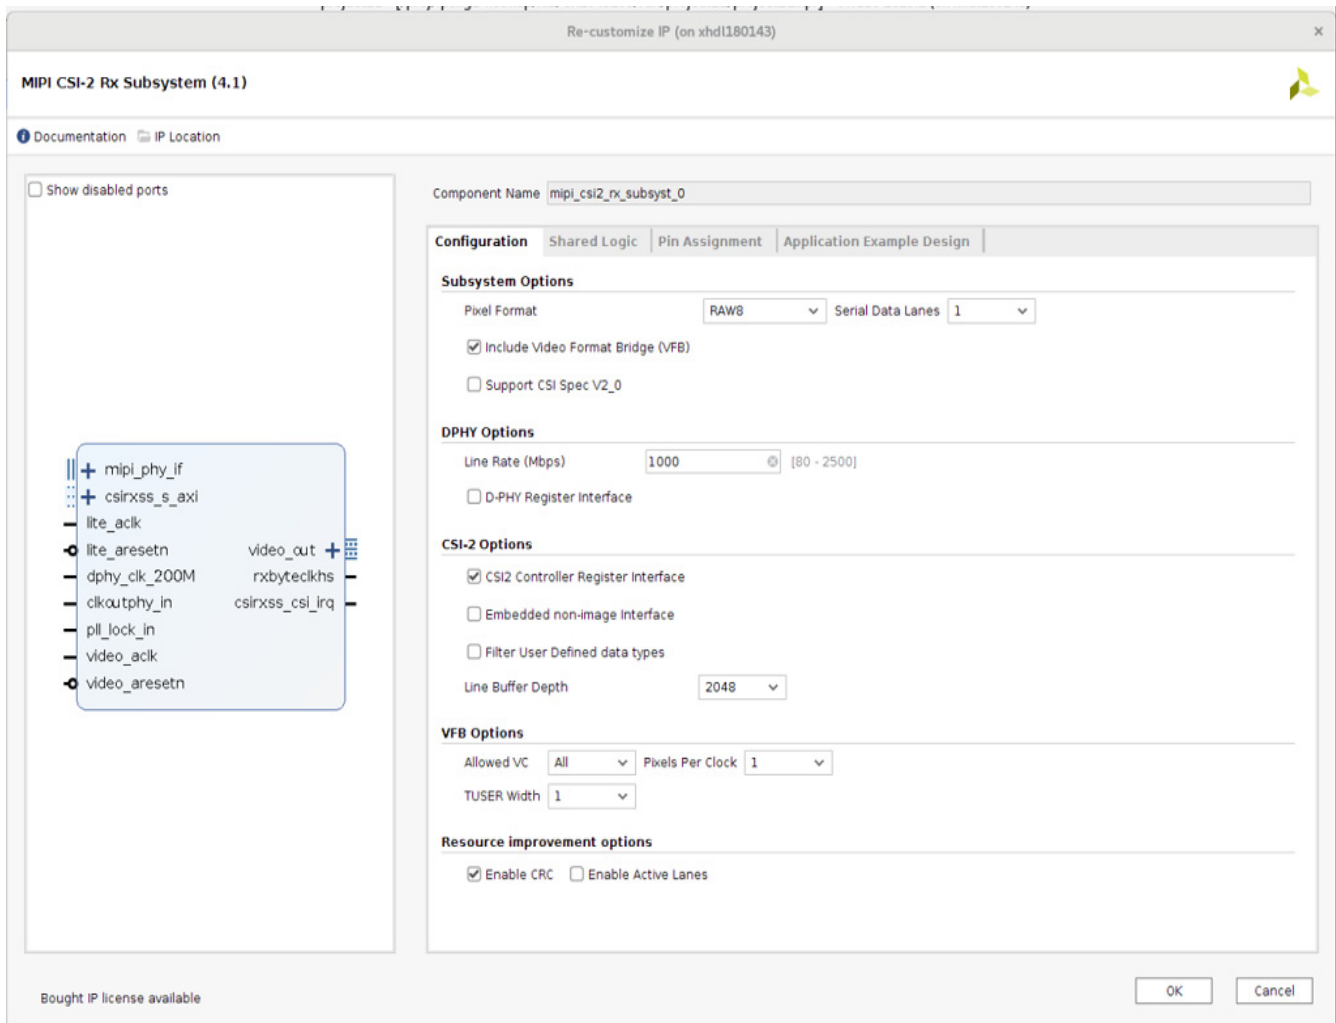 Re-customize IP (on xhdl180143)
MIPI CSI-2 Rx Subsystem (4.1)
Documentation IP Location
Show disabled ports
mipi_phy_if
csirxss_s_axi
lite_aclk
lite_aresetn
dphy_clk_200M
clkoutphy_in
pll_lock_in
video_aclk
video_aresetn
video_out
rxbyteclkhs
csirxss_csi_irq
Component Name mipi_csi2_rx_subsyst_0
Configuration Shared Logic Pin Assignment Application Example Design
Subsystem Options
Pixel Format RAW8 Serial Data Lanes 1
Include Video Format Bridge (VFB)
Support CSI Spec V2_0
DPHY Options
Line Rate (Mbps) 1000 [80 - 2500]
D-PHY Register Interface
CSI-2 Options
CSI2 Controller Register Interface
Embedded non-image Interface
Filter User Defined data types
Line Buffer Depth 2048
VFB Options
Allowed VC All Pixels Per Clock 1
TUSER Width 1
Resource improvement options
Enable CRC Enable Active Lanes
Bought IP license available
OK Cancel